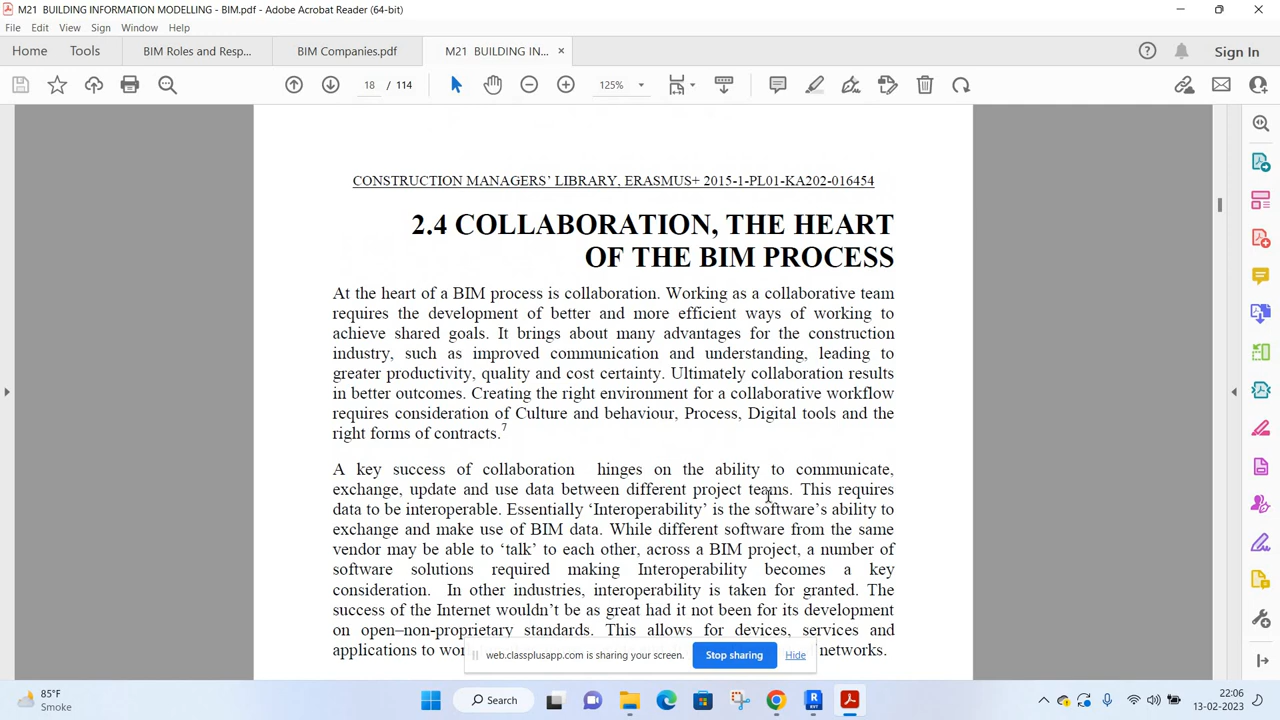 M21 BUILDING INFORMATION MODELLING - BIM.pdf - Adobe Acrobat Reader (64-bit)
File Edit View Sign Window Help
Home Tools BIM Roles and Resp... BIM Companies.pdf M21 BUILDING IN... × Sign In
18 / 114 125%
CONSTRUCTION MANAGERS' LIBRARY, ERASMUS+ 2015-1-PL01-KA202-016454
2.4 COLLABORATION, THE HEART
OF THE BIM PROCESS
At the heart of a BIM process is collaboration. Working as a collaborative team
requires the development of better and more efficient ways of working to
achieve shared goals. It brings about many advantages for the construction
industry, such as improved communication and understanding, leading to
greater productivity, quality and cost certainty. Ultimately collaboration results
in better outcomes. Creating the right environment for a collaborative workflow
requires consideration of Culture and behaviour, Process, Digital tools and the
right forms of contracts.7
A key success of collaboration hinges on the ability to communicate,
exchange, update and use data between different project teams. This requires
data to be interoperable. Essentially 'Interoperability' is the software's ability to
exchange and make use of BIM data. While different software from the same
vendor may be able to 'talk' to each other, across a BIM project, a number of
software solutions required making Interoperability becomes a key
consideration. In other industries, interoperability is taken for granted. The
success of the Internet wouldn't be as great had it not been for its development
on open–non-proprietary standards. This allows for devices, services and
applications to networks.
web.classplusapp.com is sharing your screen. Stop sharing Hide
85°F
Smoke
Search
22:06
13-02-2023